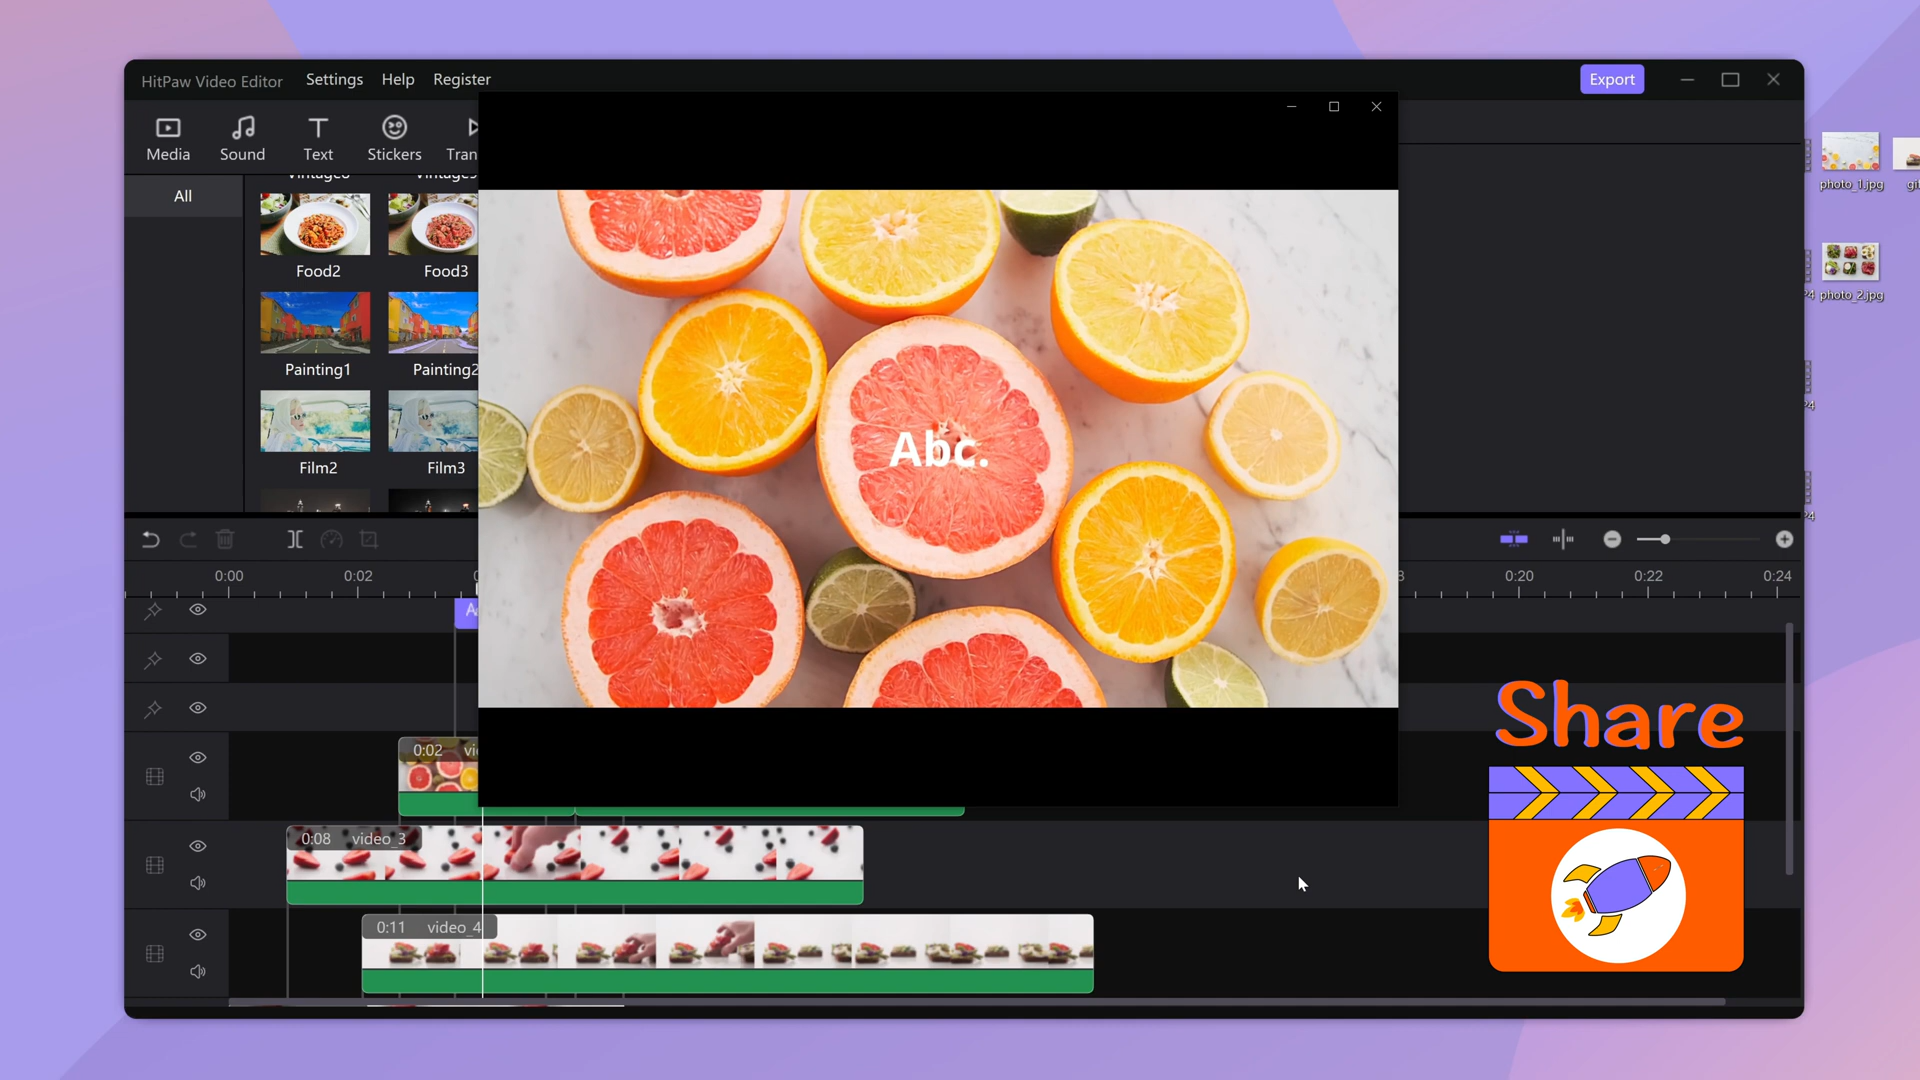 HitPaw Video Editor Settings Help Register Export
Media Sound Text Stickers Tran
All
Vintage
Food2 Food3
Painting1 Painting2
Film2 Film3
Abc.
photo_1.jpg
photo_2.jpg
0:00 0:02 0:20 0:22 0:24
0:02
0:08 video_3
0:11 video_4
Share